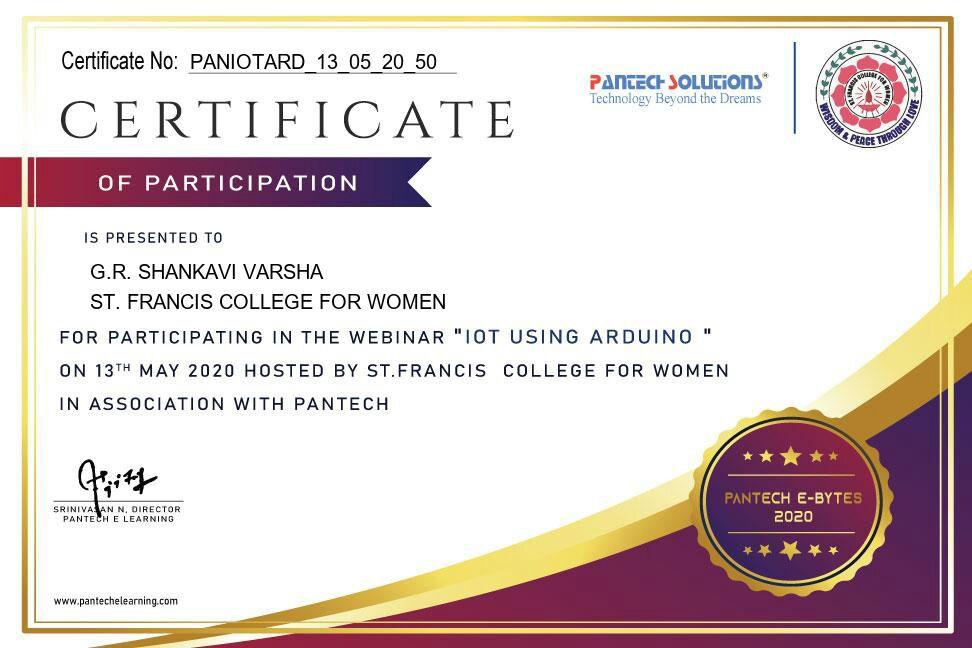 Certificate No: PANIOTARD_13_05_20_50
PANTECH SOLUTIONS®
Technology Beyond the Dreams
ST. FRANCIS COLLEGE FOR WOMEN
WISDOM & PEACE THROUGH LOVE
CERTIFICATE
OF PARTICIPATION
IS PRESENTED TO
G.R. SHANKAVI VARSHA
ST. FRANCIS COLLEGE FOR WOMEN
FOR PARTICIPATING IN THE WEBINAR "IOT USING ARDUINO "
ON 13TH MAY 2020 HOSTED BY ST.FRANCIS COLLEGE FOR WOMEN
IN ASSOCIATION WITH PANTECH
SRINIVASAN N, DIRECTOR
PANTECH E LEARNING
PANTECH E-BYTES
2020
www.pantechelearning.com